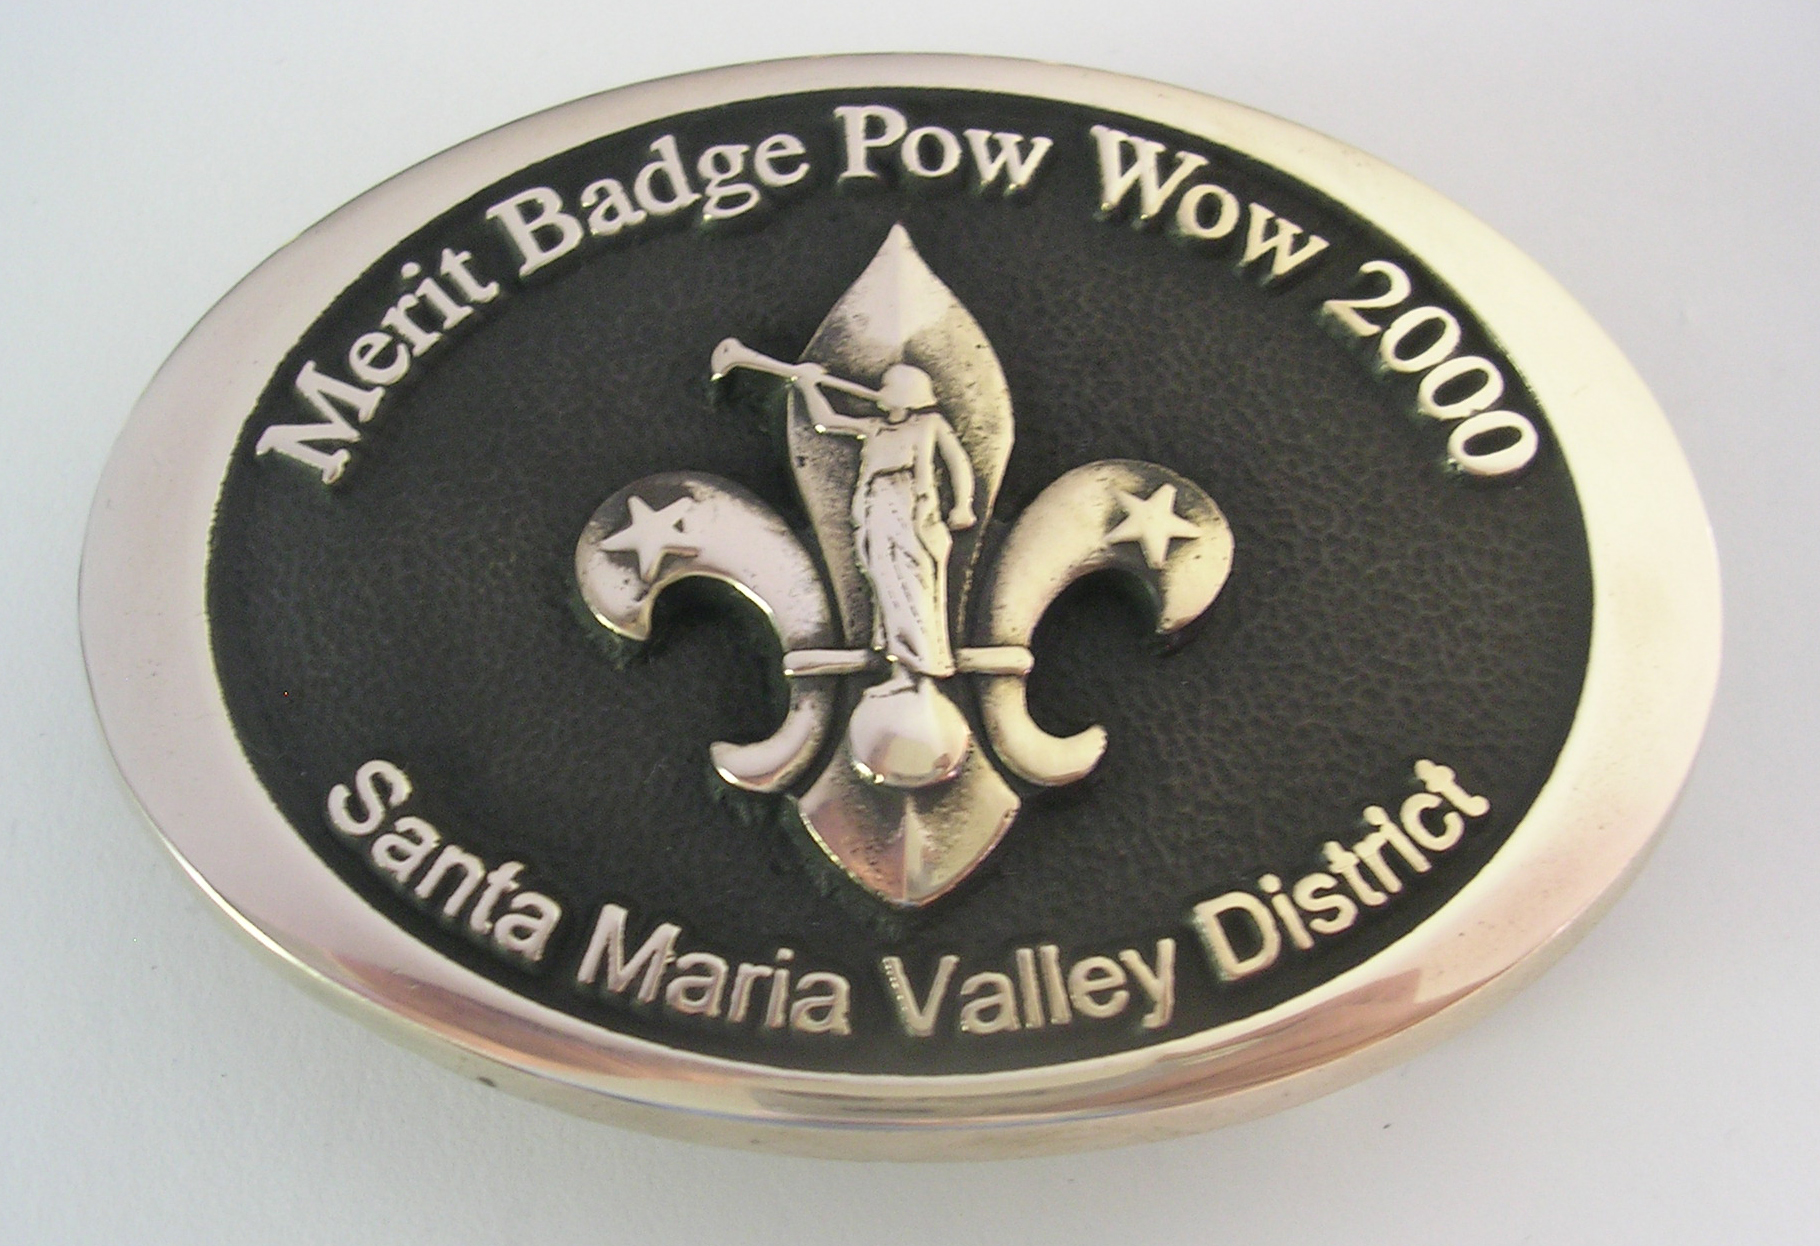 Merit Badge Pow Wow 2000
Santa Maria Valley District